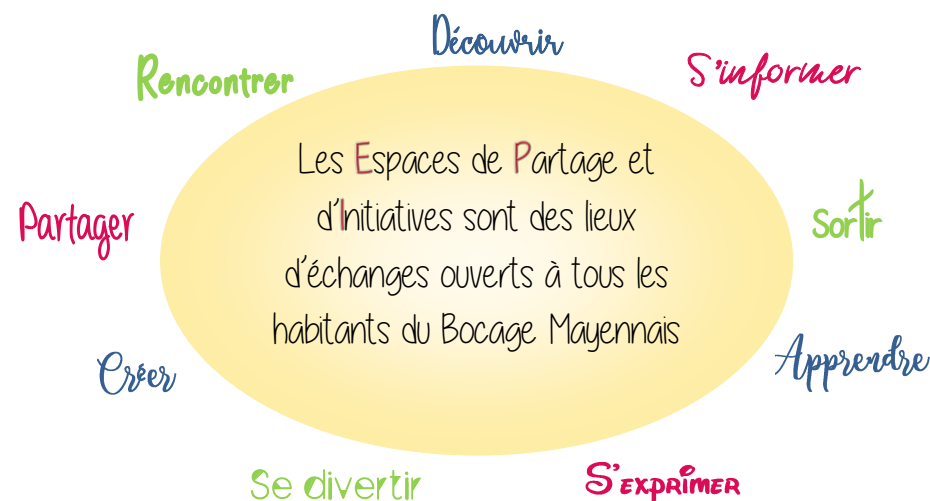 Découvrir
Rencontrer
S'informer
Les Espaces de Partage et
d'Initiatives sont des lieux
d'échanges ouverts à tous les
habitants du Bocage Mayennais
Partager
Sortir
Créer
Apprendre
Se divertir
S'exprimer